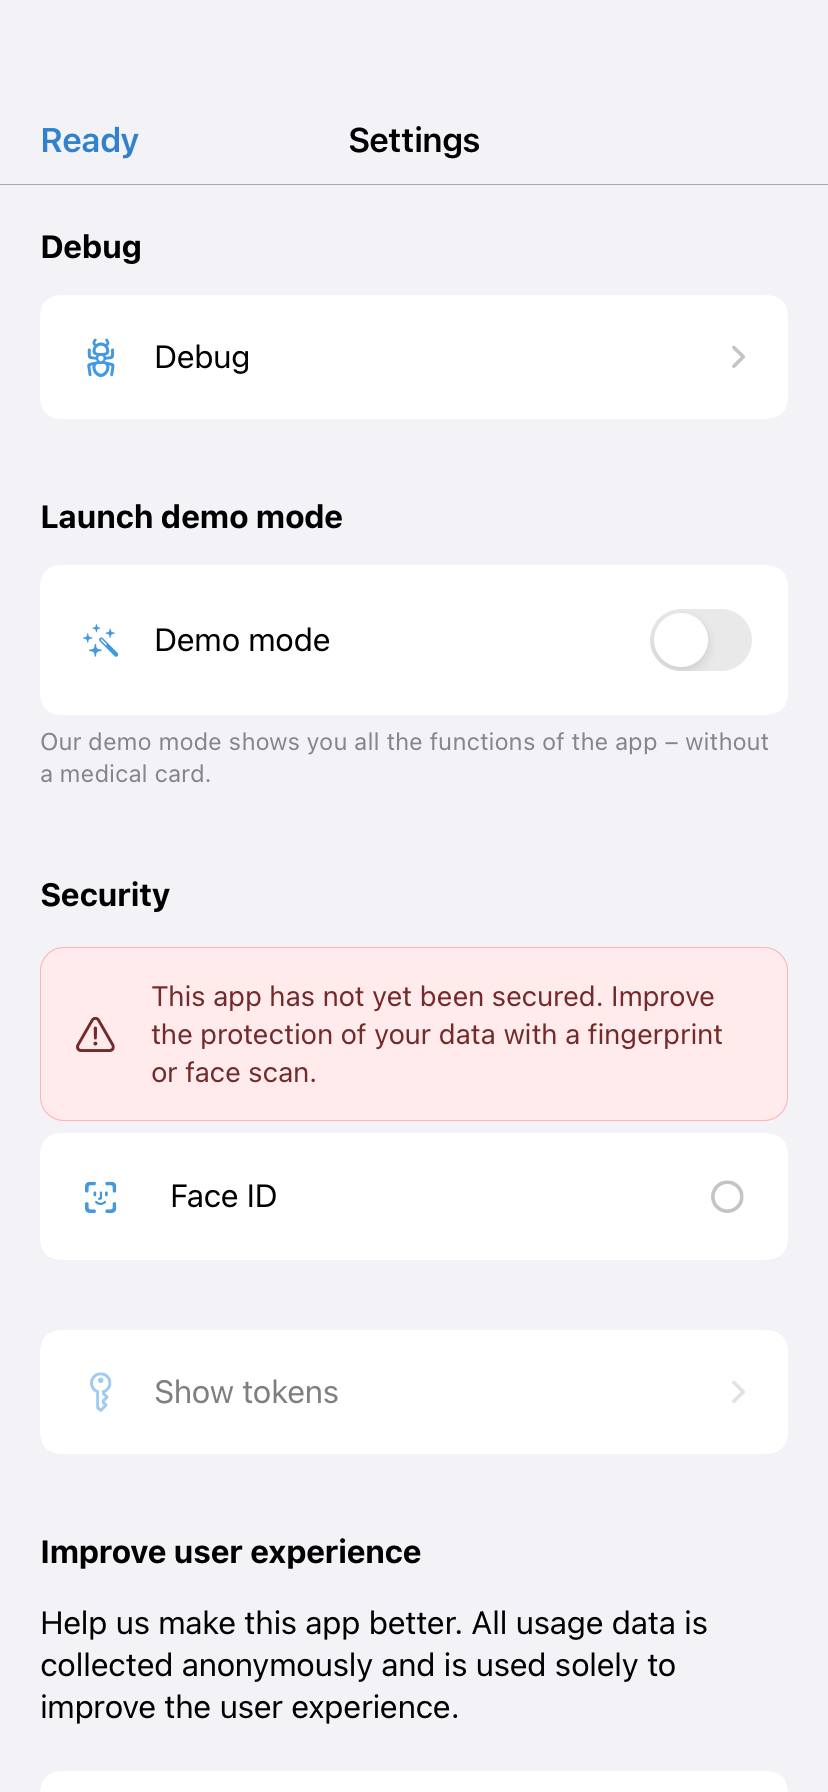 Ready
Settings
Debug
Debug
Launch demo mode
Demo mode
Our demo mode shows you all the functions of the app – without
a medical card.
Security
This app has not yet been secured. Improve
the protection of your data with a fingerprint
or face scan.
Face ID
Show tokens
Improve user experience
Help us make this app better. All usage data is
collected anonymously and is used solely to
improve the user experience.